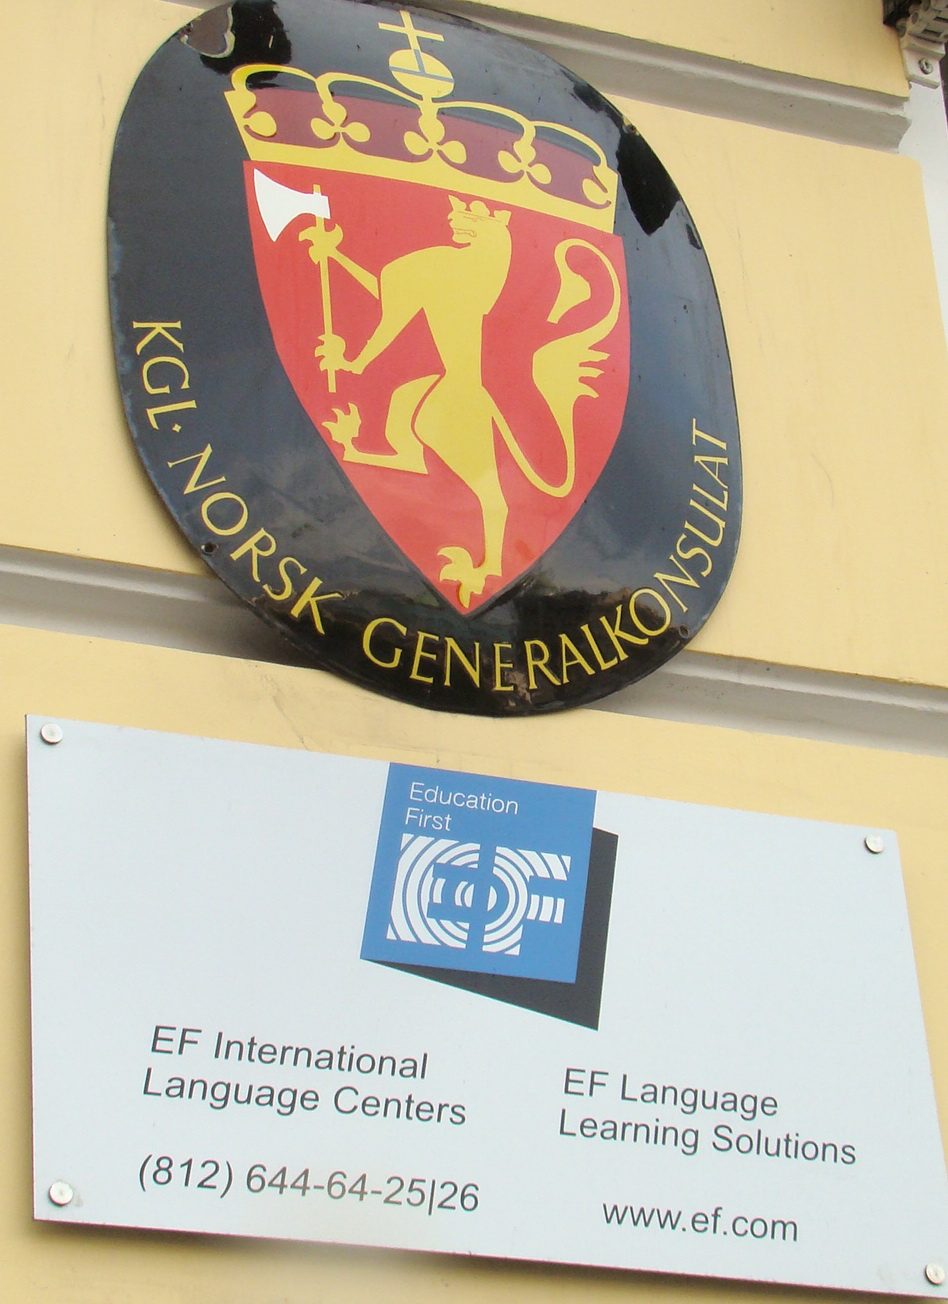 KGL. NORSK GENERALKONSULAT
Education
First
EF
EF International
Language Centers
(812) 644-64-25|26
EF Language
Learning Solutions
www.ef.com